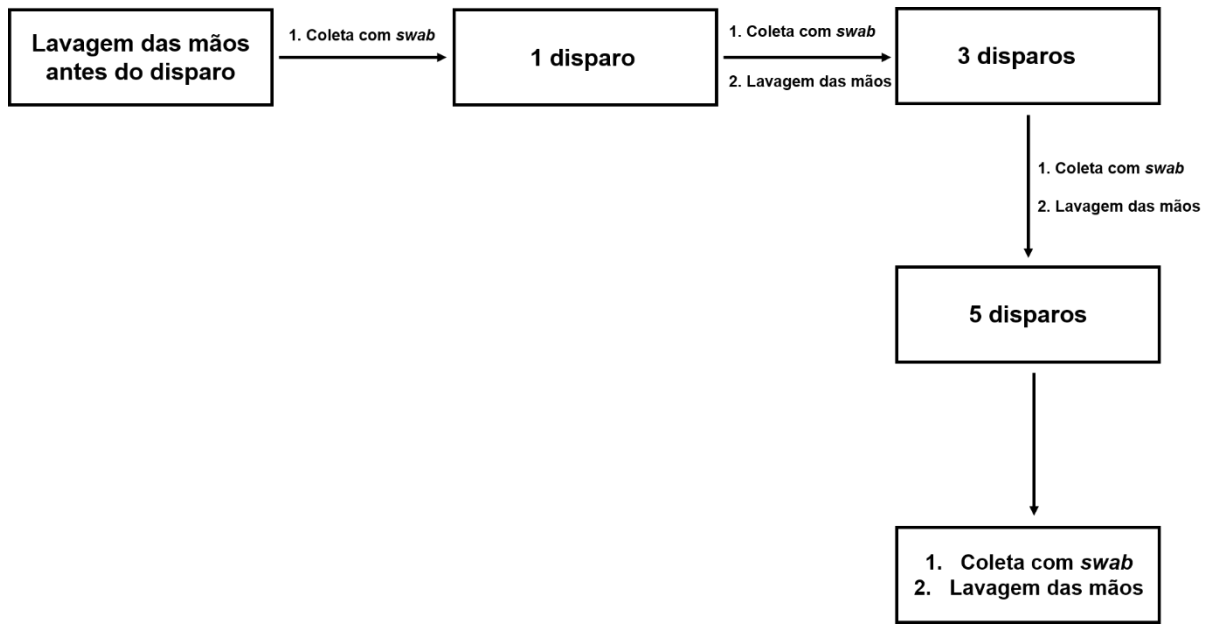 Lavagem das mãos
antes do disparo
1. Coleta com swab
1 disparo
1. Coleta com swab
2. Lavagem das mãos
3 disparos
1. Coleta com swab
2. Lavagem das mãos
5 disparos
1. Coleta com swab
2. Lavagem das mãos